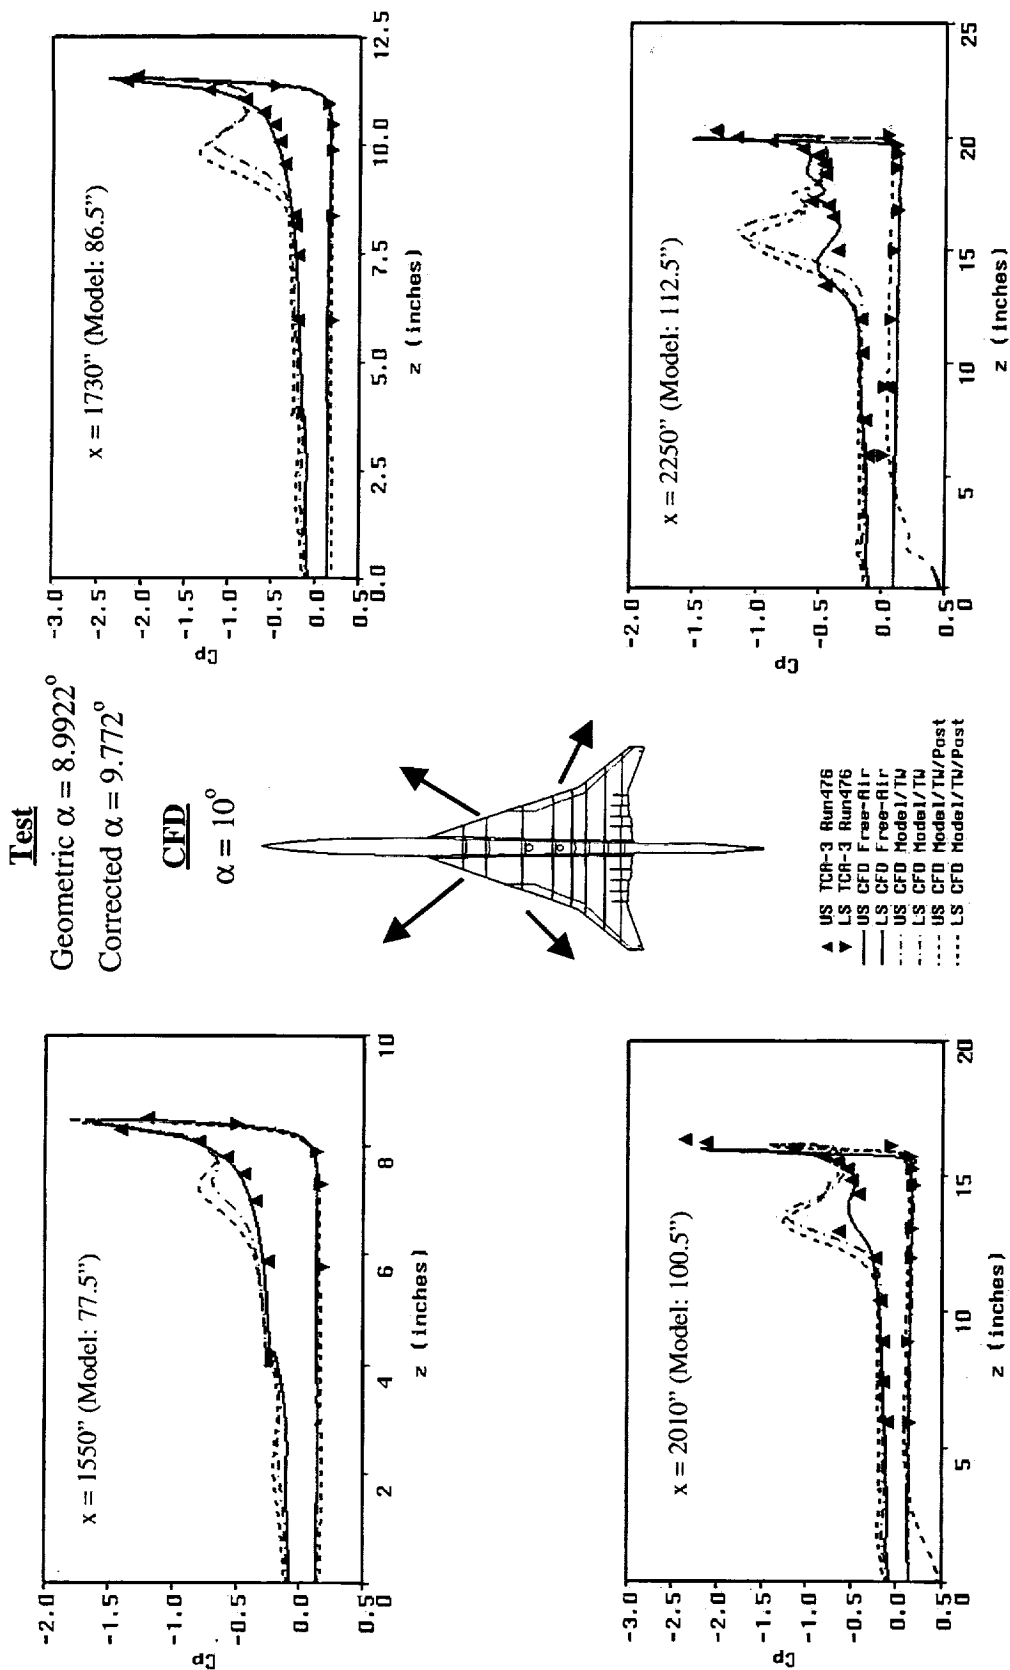 Test
Geometric α = 8.9922°
Corrected α = 9.772°
CFD
α = 10°
x = 1550" (Model: 77.5")
Cp
-2.0
-1.5
-1.0
-0.5
0.0
0.5
0
2
4
6
8
10
z (inches)
x = 1730" (Model: 86.5")
Cp
-3.0
-2.5
-2.0
-1.5
-1.0
-0.5
0.0
0.5
0.0
2.5
5.0
7.5
10.0
12.5
z (inches)
x = 2010" (Model: 100.5")
Cp
-3.0
-2.5
-2.0
-1.5
-1.0
-0.5
0.0
0.5
0
5
10
15
20
z (inches)
US TCA-3 Run476
LS TCA-3 Run476
US CFD Free-Air
LS CFD Free-Air
US CFD Model/TW
LS CFD Model/TW
US CFD Model/TW/Post
LS CFD Model/TW/Post
x = 2250" (Model: 112.5")
Cp
-2.0
-1.5
-1.0
-0.5
0.0
0.5
0
5
10
15
20
25
z (inches)